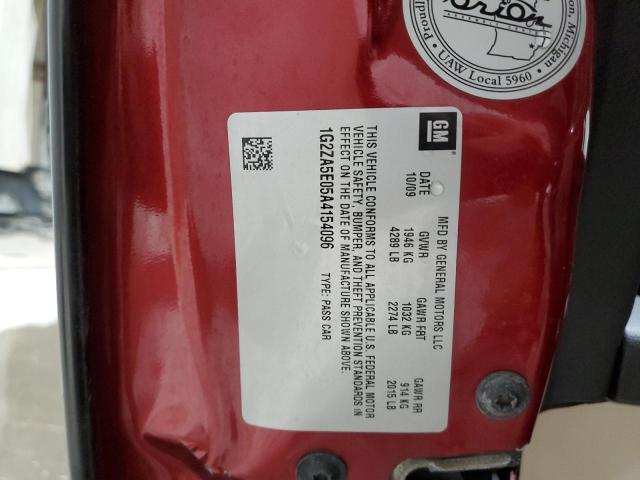 Orion
UAW Local 5960
Michigan
GM
MFD BY GENERAL MOTORS LLC
DATE GVWR GAWR FRT GAWR RR
10/09 1946 KG 1032 KG 914 KG
4289 LB 2274 LB 2015 LB
THIS VEHICLE CONFORMS TO ALL APPLICABLE U.S. FEDERAL MOTOR
VEHICLE SAFETY, BUMPER, AND THEFT PREVENTION STANDARDS IN
EFFECT ON THE DATE OF MANUFACTURE SHOWN ABOVE.
1G2ZA5E05A4154096 TYPE: PASS CAR